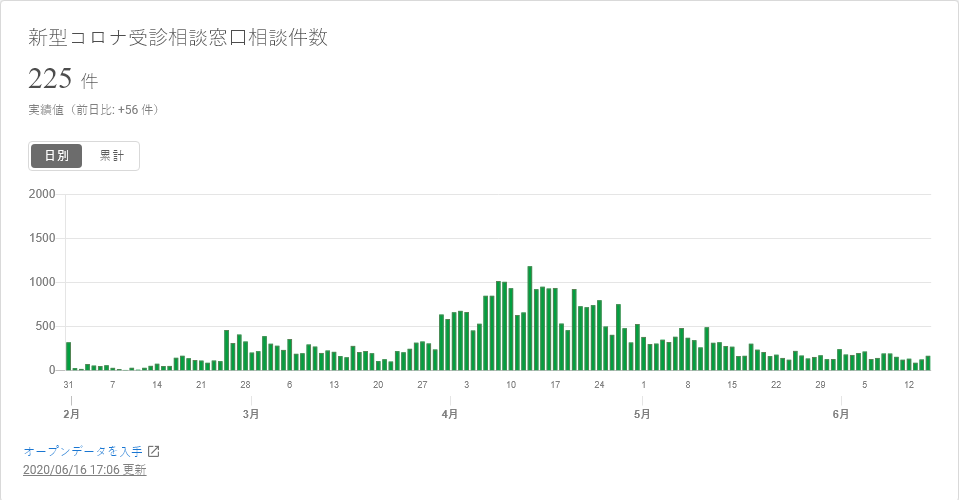 新型コロナ受診相談窓口相談件数
225 件
実績値（前日比: +56 件）
日別 累計
2000
1500
1000
500
0
31 7 14 21 28 6 13 20 27 3 10 17 24 1 8 15 22 29 5 12
2月 3月 4月 5月 6月
オープンデータを入手
2020/06/16 17:06 更新